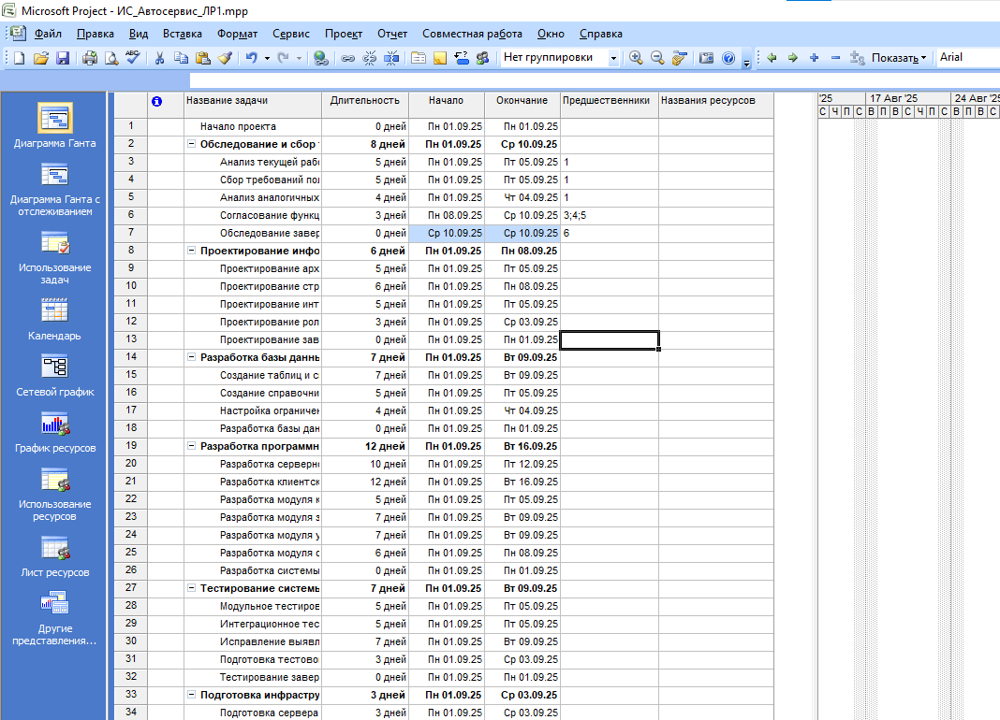 Microsoft Project - ИС_Автосервис_ЛР1.mpp
Файл Правка Вид Вставка Формат Сервис Проект Отчет Совместная работа Окно Справка
Нет группировки Показать Arial
Диаграмма Ганта
Диаграмма Ганта с
отслеживанием
Использование
задач
Календарь
Сетевой график
График ресурсов
Использование
ресурсов
Лист ресурсов
Другие
представления...
Название задачи Длительность Начало Окончание Предшественники Названия ресурсов
1 Начало проекта 0 дней Пн 01.09.25 Пн 01.09.25
2 Обследование и сбор 8 дней Пн 01.09.25 Ср 10.09.25
3 Анализ текущей раб 5 дней Пн 01.09.25 Пт 05.09.25 1
4 Сбор требований по 5 дней Пн 01.09.25 Пт 05.09.25 1
5 Анализ аналогичных 4 дней Пн 01.09.25 Чт 04.09.25 1
6 Согласование функц 3 дней Пн 08.09.25 Ср 10.09.25 3;4;5
7 Обследование завер 0 дней Ср 10.09.25 Ср 10.09.25 6
8 Проектирование инфо 6 дней Пн 01.09.25 Пн 08.09.25
9 Проектирование арх 5 дней Пн 01.09.25 Пт 05.09.25
10 Проектирование стр 6 дней Пн 01.09.25 Пн 08.09.25
11 Проектирование инт 5 дней Пн 01.09.25 Пт 05.09.25
12 Проектирование рол 3 дней Пн 01.09.25 Ср 03.09.25
13 Проектирование зав 0 дней Пн 01.09.25 Пн 01.09.25
14 Разработка базы данн 7 дней Пн 01.09.25 Вт 09.09.25
15 Создание таблиц и с 7 дней Пн 01.09.25 Вт 09.09.25
16 Создание справочни 5 дней Пн 01.09.25 Пт 05.09.25
17 Настройка ограничен 4 дней Пн 01.09.25 Чт 04.09.25
18 Разработка базы дан 0 дней Пн 01.09.25 Пн 01.09.25
19 Разработка программн 12 дней Пн 01.09.25 Вт 16.09.25
20 Разработка серверн 10 дней Пн 01.09.25 Пт 12.09.25
21 Разработка клиентск 12 дней Пн 01.09.25 Вт 16.09.25
22 Разработка модуля к 5 дней Пн 01.09.25 Пт 05.09.25
23 Разработка модуля з 7 дней Пн 01.09.25 Вт 09.09.25
24 Разработка модуля у 7 дней Пн 01.09.25 Вт 09.09.25
25 Разработка модуля с 6 дней Пн 01.09.25 Пн 08.09.25
26 Разработка системы 0 дней Пн 01.09.25 Пн 01.09.25
27 Тестирование системь 7 дней Пн 01.09.25 Вт 09.09.25
28 Модульное тестиров 5 дней Пн 01.09.25 Пт 05.09.25
29 Интеграционное тес 5 дней Пн 01.09.25 Пт 05.09.25
30 Исправление выявл 7 дней Пн 01.09.25 Вт 09.09.25
31 Подготовка тестово 3 дней Пн 01.09.25 Ср 03.09.25
32 Тестирование завер 0 дней Пн 01.09.25 Пн 01.09.25
33 Подготовка инфрастру 3 дней Пн 01.09.25 Ср 03.09.25
34 Подготовка сервера 3 дней Пн 01.09.25 Ср 03.09.25
'25 17 Авг '25 24 Авг '25
С Ч П С В П В С Ч П С В П В С